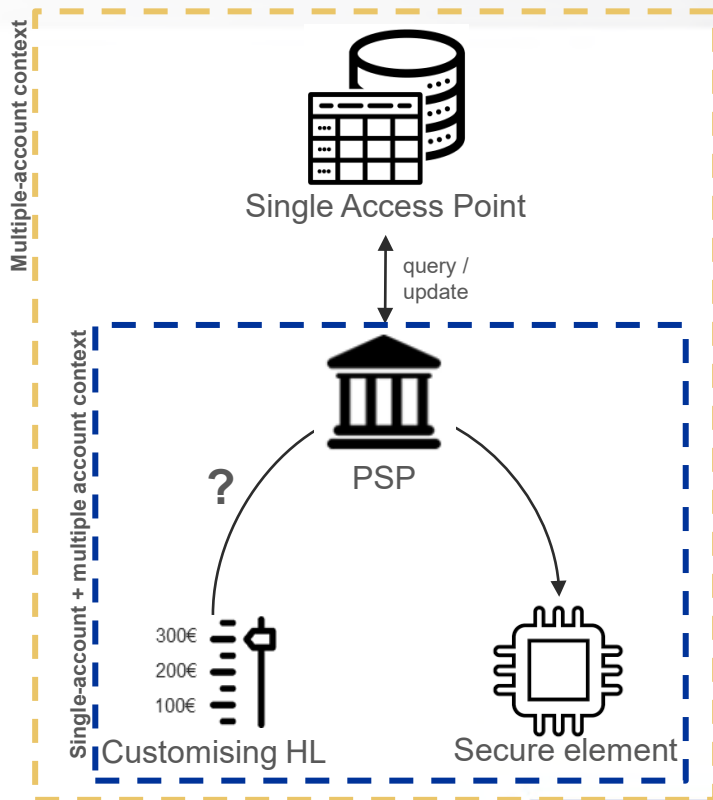 Multiple-account context
Single Access Point
query /
update
Single-account + multiple account context
PSP
?
300€
200€
100€
Customising HL
Secure element